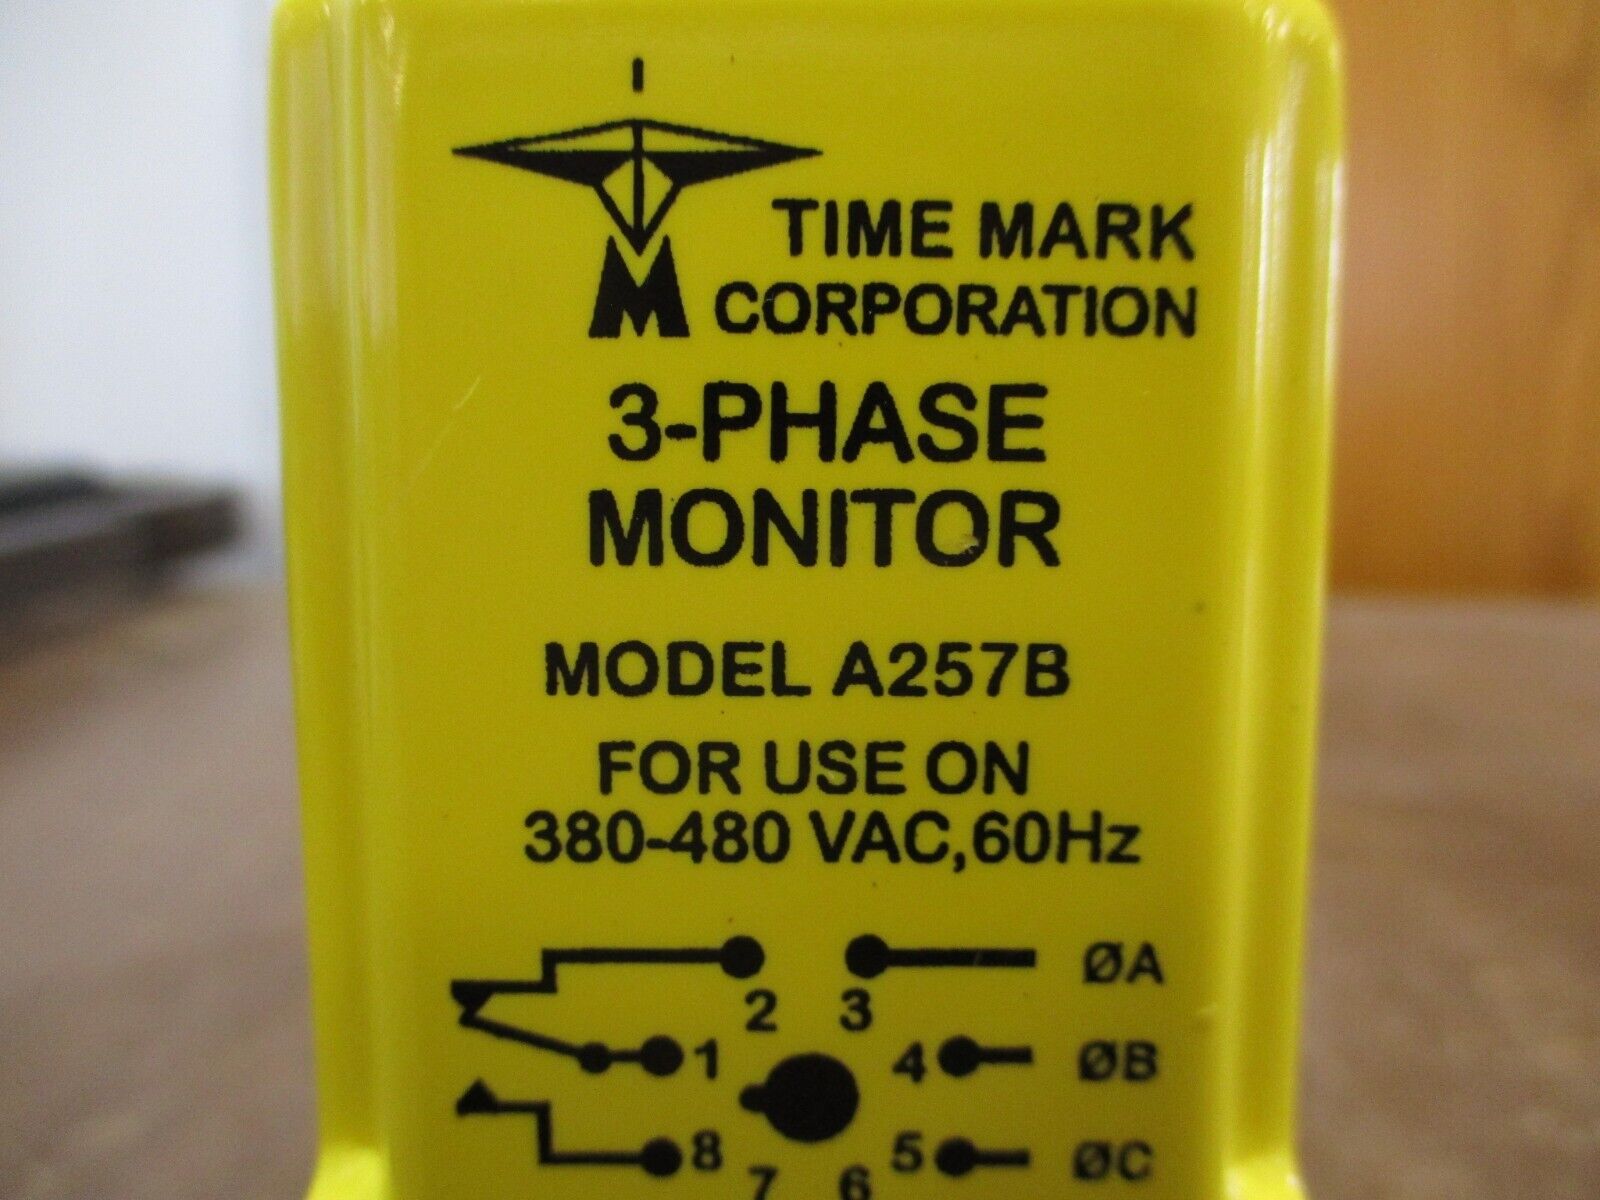 M
TIME MARK
CORPORATION
3-PHASE
MONITOR
MODEL A257B
FOR USE ON
380-480 VAC,60Hz
2 3 ØA
1 4 ØB
8 5 ØC
7 6